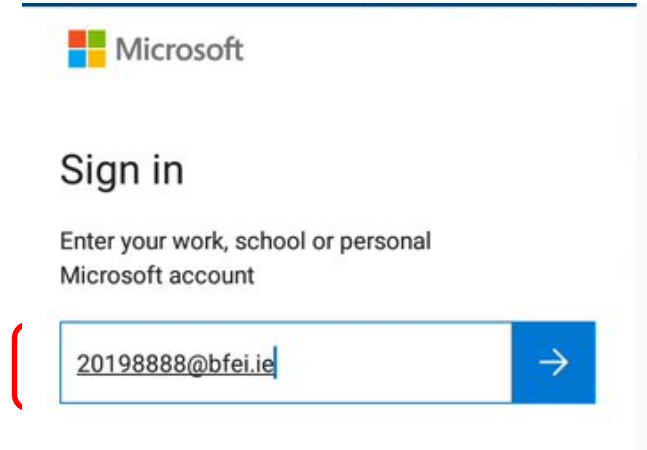 Microsoft
Sign in
Enter your work, school or personal
Microsoft account
20198888@bfei.ie